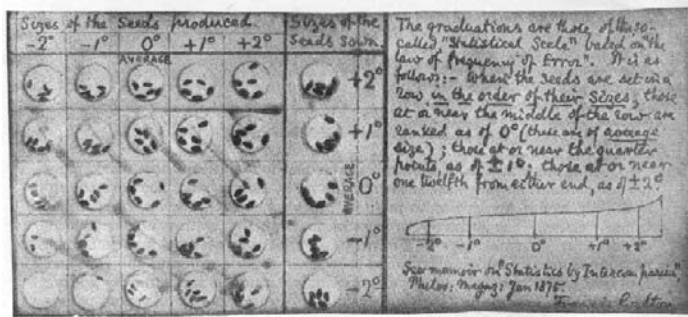 Sizes of the Seeds produced.
-2° -1° 0° +1° +2°
AVERAGE
Sizes of the
Seeds Sown.
+2°
+1°
0°
AVERAGE
-1°
-2°
The graduations are those of the so-
called "Statistical Scale" based on the
"law of frequency of Error". It is as
follows:- When the seeds are set in a
row in the order of their Sizes, those
at or near the middle of the row are
ranked as of 0° (these are of average
size); those at or near the quarter
points, as of ±1°. those at or near
one twelfth from either end, as of ±2°
-2° -1° 0° +1° +2°
See memoir on "Statistics by Intercomparison",
Philos: Magaz: Jan 1875.
Francis Galton